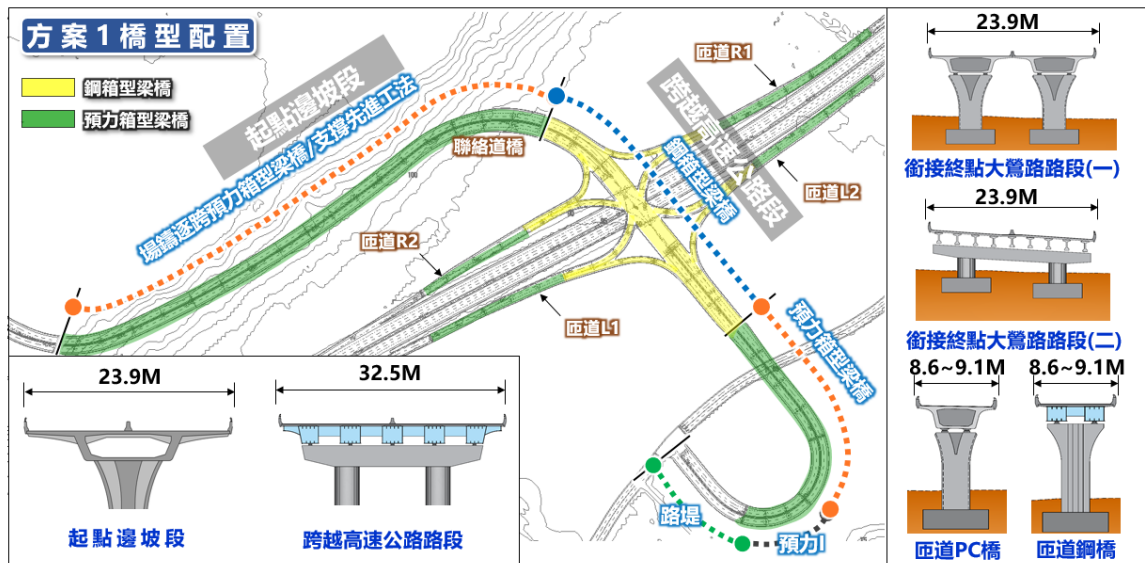 方案1橋型配置
鋼箱型梁橋
預力箱型梁橋
起點邊坡段
場鑄逐跨預力箱型梁橋/支撐先進工法
聯絡道橋
跨越高速公路段
鋼箱型梁橋
匝道R1
匝道L2
匝道R2
匝道L1
預力箱型梁橋
路堤
預力I
23.9M
起點邊坡段
32.5M
跨越高速公路路段
23.9M
銜接終點大鶯路路段(一)
23.9M
銜接終點大鶯路路段(二)
8.6~9.1M
匝道PC橋
8.6~9.1M
匝道鋼橋